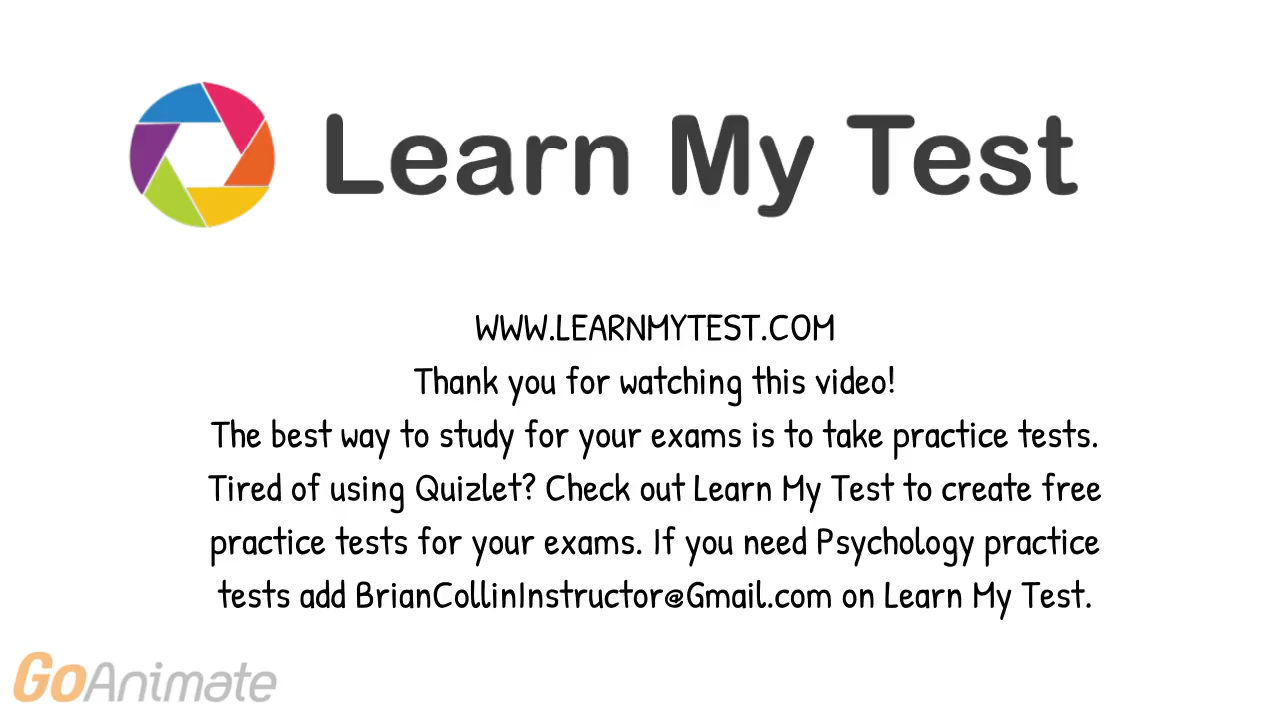 Learn My Test
WWW.LEARNMYTEST.COM
Thank you for watching this video!
The best way to study for your exams is to take practice tests.
Tired of using Quizlet? Check out Learn My Test to create free
practice tests for your exams. If you need Psychology practice
tests add BrianCollinInstructor@Gmail.com on Learn My Test.
GoAnimate